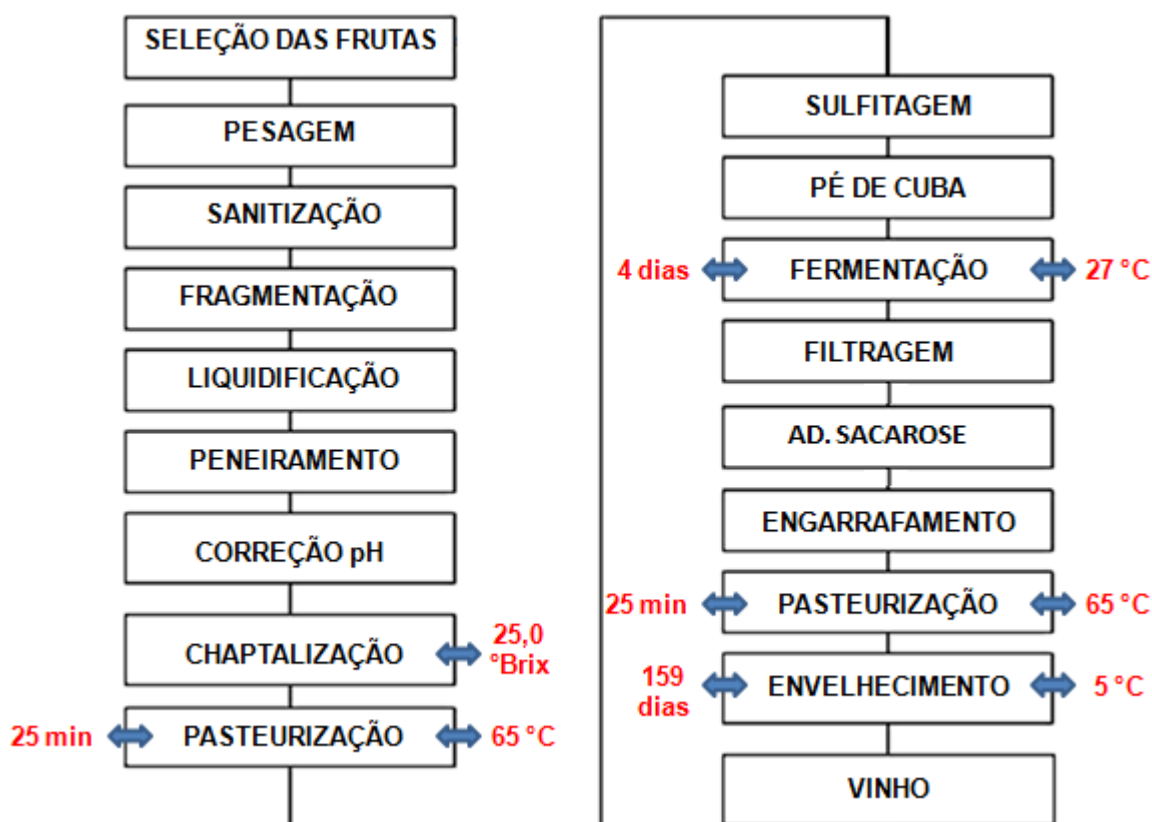 SELEÇÃO DAS FRUTAS
PESAGEM
SANITIZAÇÃO
FRAGMENTAÇÃO
LIQUIDIFICAÇÃO
PENEIRAMENTO
CORREÇÃO pH
CHAPTALIZAÇÃO
25,0
°Brix
25 min
PASTEURIZAÇÃO
65 °C
SULFITAGEM
PÉ DE CUBA
4 dias
FERMENTAÇÃO
27 °C
FILTRAGEM
AD. SACAROSE
ENGARRAFAMENTO
25 min
PASTEURIZAÇÃO
65 °C
159
dias
ENVELHECIMENTO
5 °C
VINHO